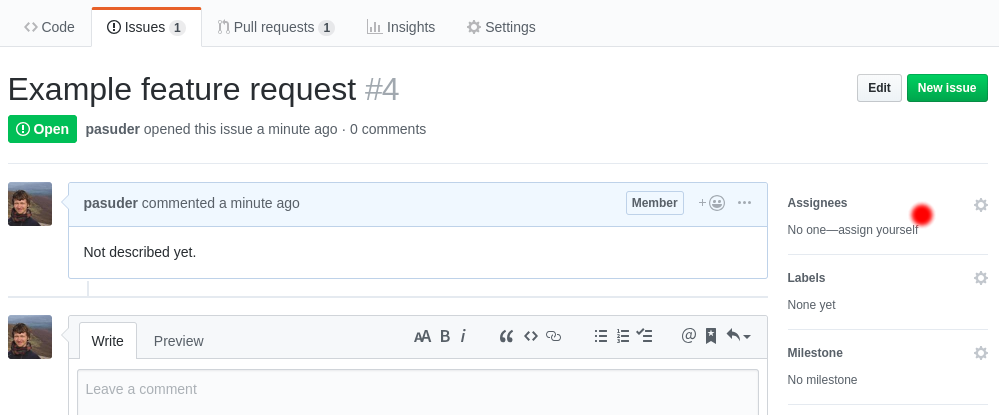 Code Issues 1 Pull requests 1 Insights Settings
Example feature request #4
Edit New issue
Open pasuder opened this issue a minute ago · 0 comments
pasuder commented a minute ago Member
Not described yet.
Assignees
No one—assign yourself
Labels
None yet
Milestone
No milestone
Write Preview
Leave a comment